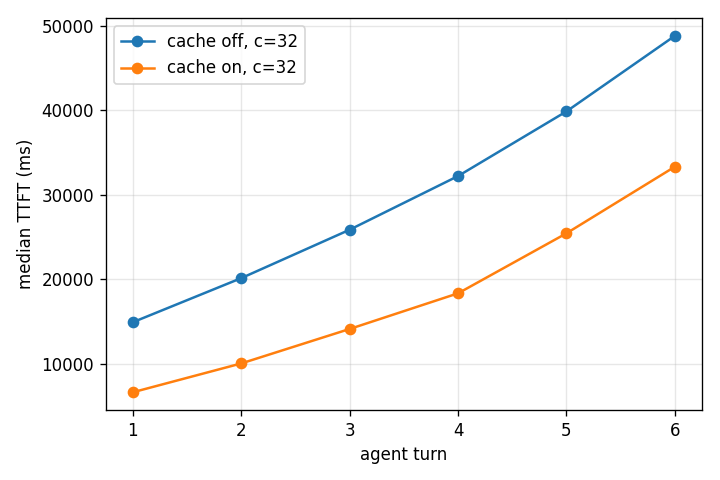 50000
40000
30000
20000
10000
median TTFT (ms)
cache off, c=32
cache on, c=32
1 2 3 4 5 6
agent turn